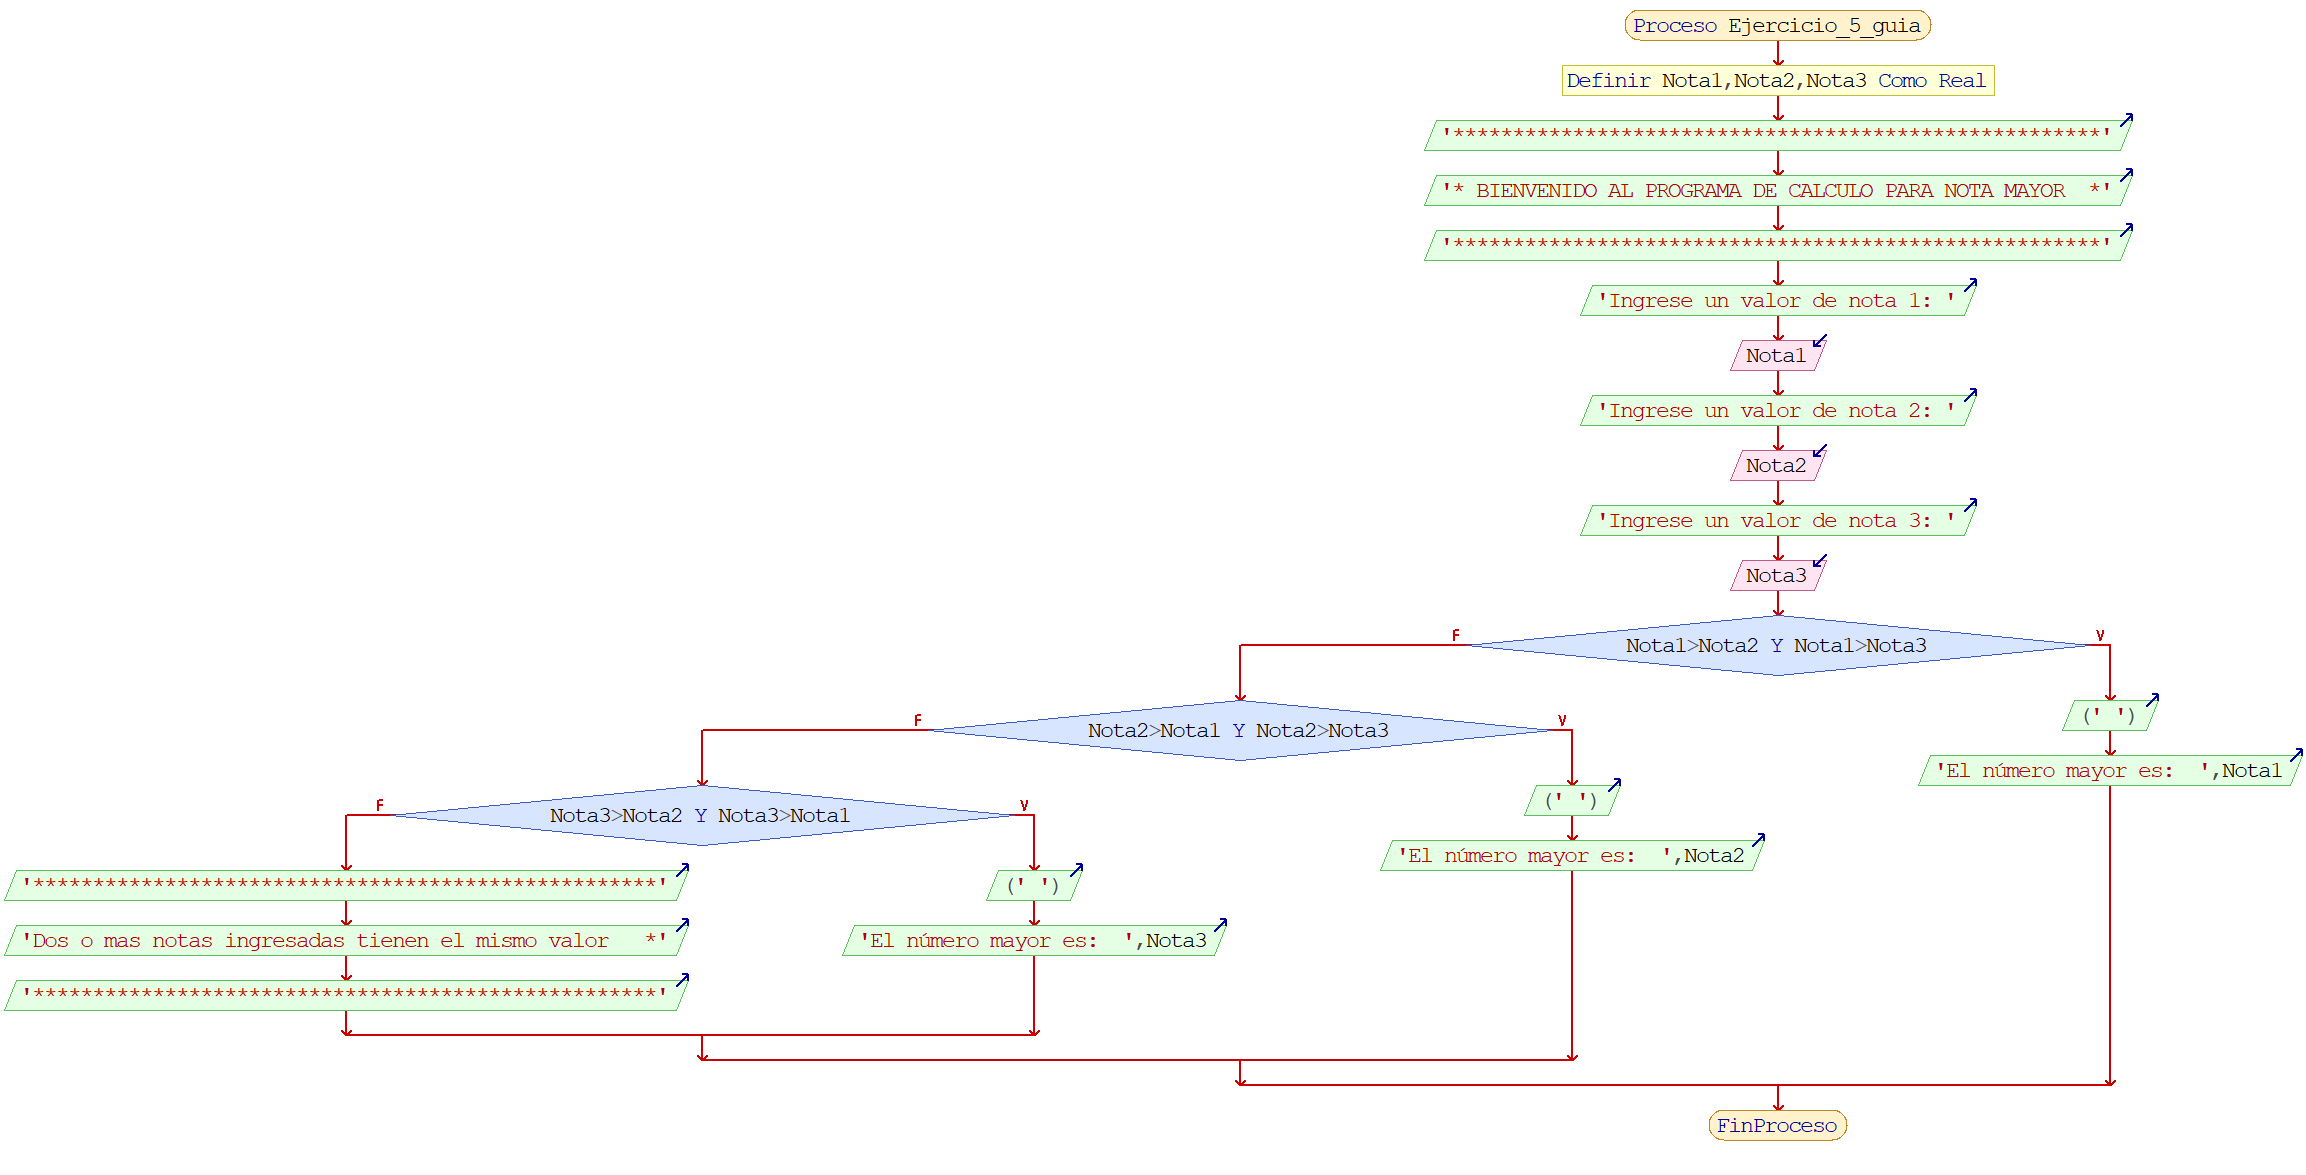 Proceso Ejercicio_5_guia
Definir Nota1,Nota2,Nota3 Como Real
'******************************************************'
'* BIENVENIDO AL PROGRAMA DE CALCULO PARA NOTA MAYOR  *'
'******************************************************'
'Ingrese un valor de nota 1: '
Nota1
'Ingrese un valor de nota 2: '
Nota2
'Ingrese un valor de nota 3: '
Nota3
F
V
Nota1>Nota2 Y Nota1>Nota3
(' ')
'El número mayor es:  ',Nota1
F
V
Nota2>Nota1 Y Nota2>Nota3
(' ')
'El número mayor es:  ',Nota2
F
V
Nota3>Nota2 Y Nota3>Nota1
(' ')
'El número mayor es:  ',Nota3
'****************************************************'
'Dos o mas notas ingresadas tienen el mismo valor   *'
'****************************************************'
FinProceso